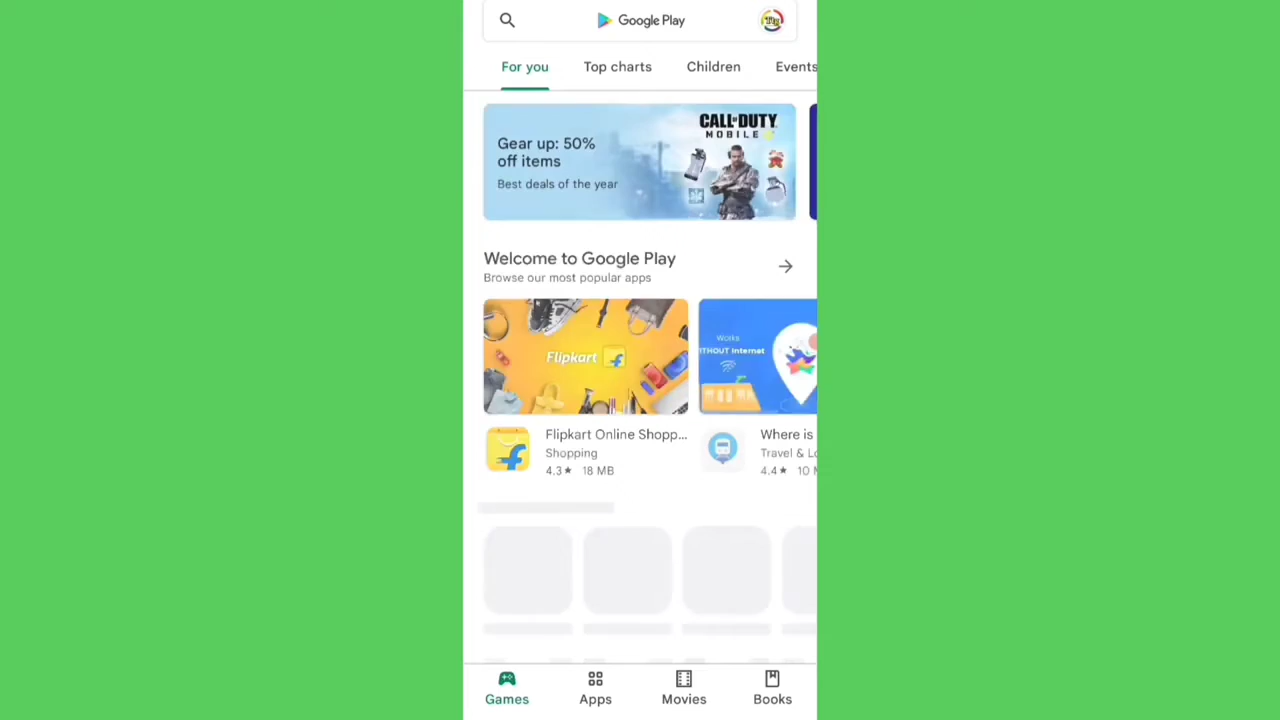 Google Play
For you Top charts Children Events
CALL OF DUTY
MOBILE
Gear up: 50%
off items
Best deals of the year
Welcome to Google Play
Browse our most popular apps
Flipkart
Works
THOUT Internet
Flipkart Online Shopp...
Shopping
4.3★ 18 MB
Where is
Travel & Lo
4.4★ 10 M
Games Apps Movies Books